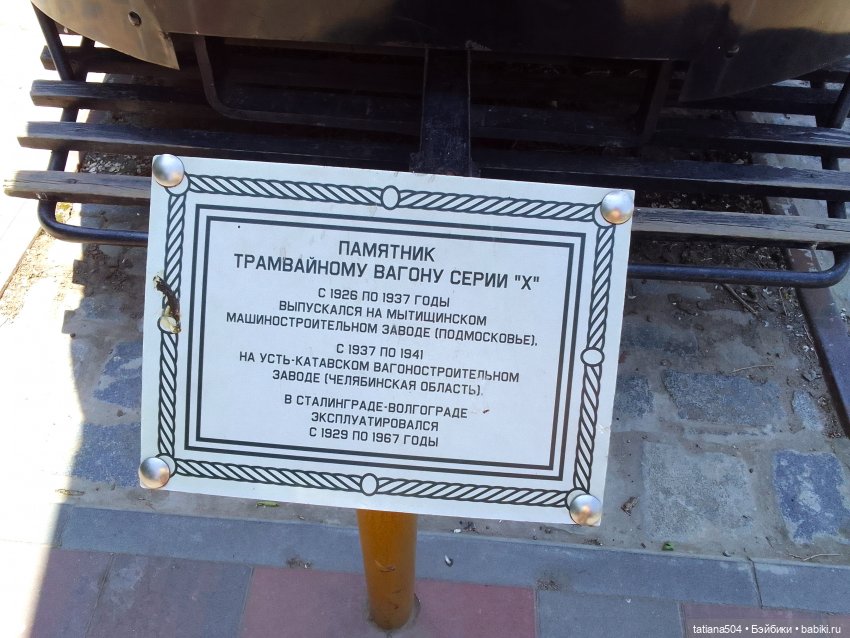 ПАМЯТНИК
ТРАМВАЙНОМУ ВАГОНУ СЕРИИ "Х"
С 1926 ПО 1937 ГОДЫ
ВЫПУСКАЛСЯ НА МЫТИЩИНСКОМ
МАШИНОСТРОИТЕЛЬНОМ ЗАВОДЕ (ПОДМОСКОВЬЕ),
С 1937 ПО 1941
НА УСТЬ-КАТАВСКОМ ВАГОНОСТРОИТЕЛЬНОМ
ЗАВОДЕ (ЧЕЛЯБИНСКАЯ ОБЛАСТЬ).
В СТАЛИНГРАДЕ-ВОЛГОГРАДЕ
ЭКСПЛУАТИРОВАЛСЯ
С 1929 ПО 1967 ГОДЫ
tatiana504 • Бэйбики • babiki.ru